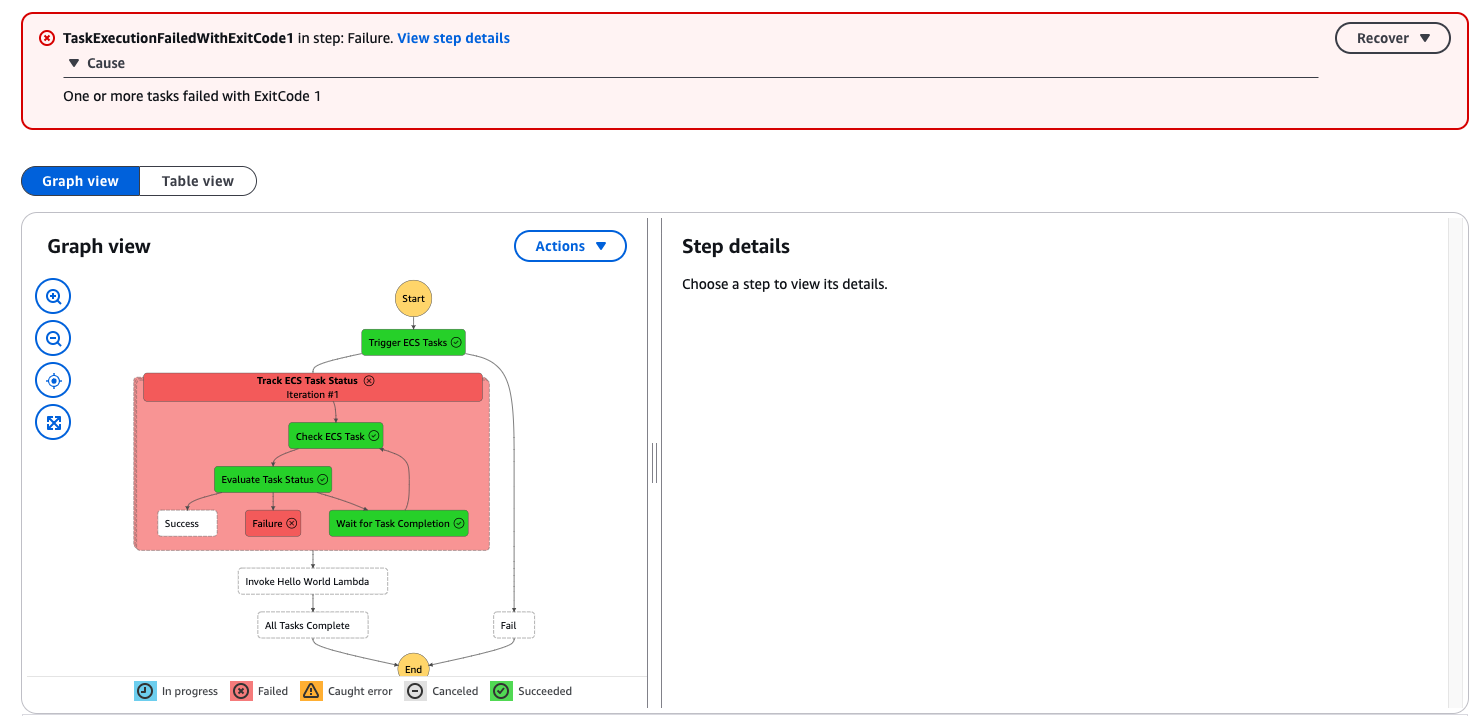 TaskExecutionFailedWithExitCode1 in step: Failure. View step details
Recover
Cause
One or more tasks failed with ExitCode 1
Graph view
Table view
Graph view
Actions
Step details
Choose a step to view its details.
Start
Trigger ECS Tasks
Track ECS Task Status
Iteration #1
Check ECS Task
Evaluate Task Status
Success
Failure
Wait for Task Completion
Invoke Hello World Lambda
All Tasks Complete
Fail
End
In progress
Failed
Caught error
Canceled
Succeeded